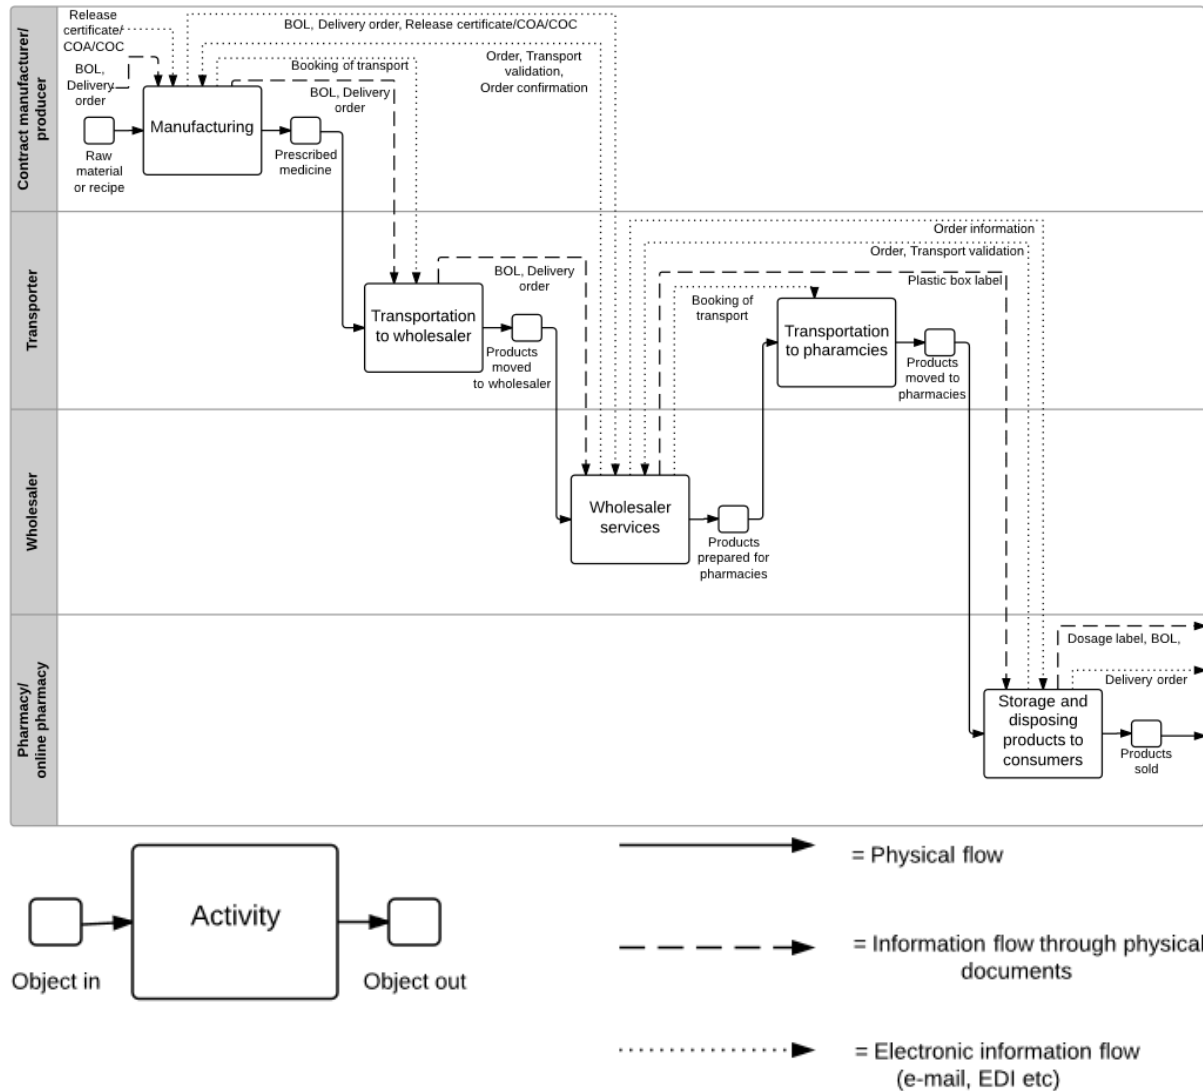 Contract manufacturer/
producer
Release
certificate/
COA/COC
BOL,
Delivery
order
BOL, Delivery order, Release certificate/COA/COC
Order, Transport
validation,
Order confirmation
Booking of transport
BOL, Delivery
order
Manufacturing
Raw
material
or recipe
Prescribed
medicine
Transporter
Order information
Order, Transport validation
BOL, Delivery
order
Plastic box label
Booking of
transport
Transportation
to wholesaler
Products
moved
to wholesaler
Transportation
to pharamcies
Products
moved to
pharmacies
Wholesaler
Wholesaler
services
Products
prepared for
pharmacies
Pharmacy/
online pharmacy
Dosage label, BOL,
Delivery order
Storage and
disposing
products to
consumers
Products
sold
Object in
Activity
Object out
= Physical flow
= Information flow through physical
documents
= Electronic information flow
(e-mail, EDI etc)